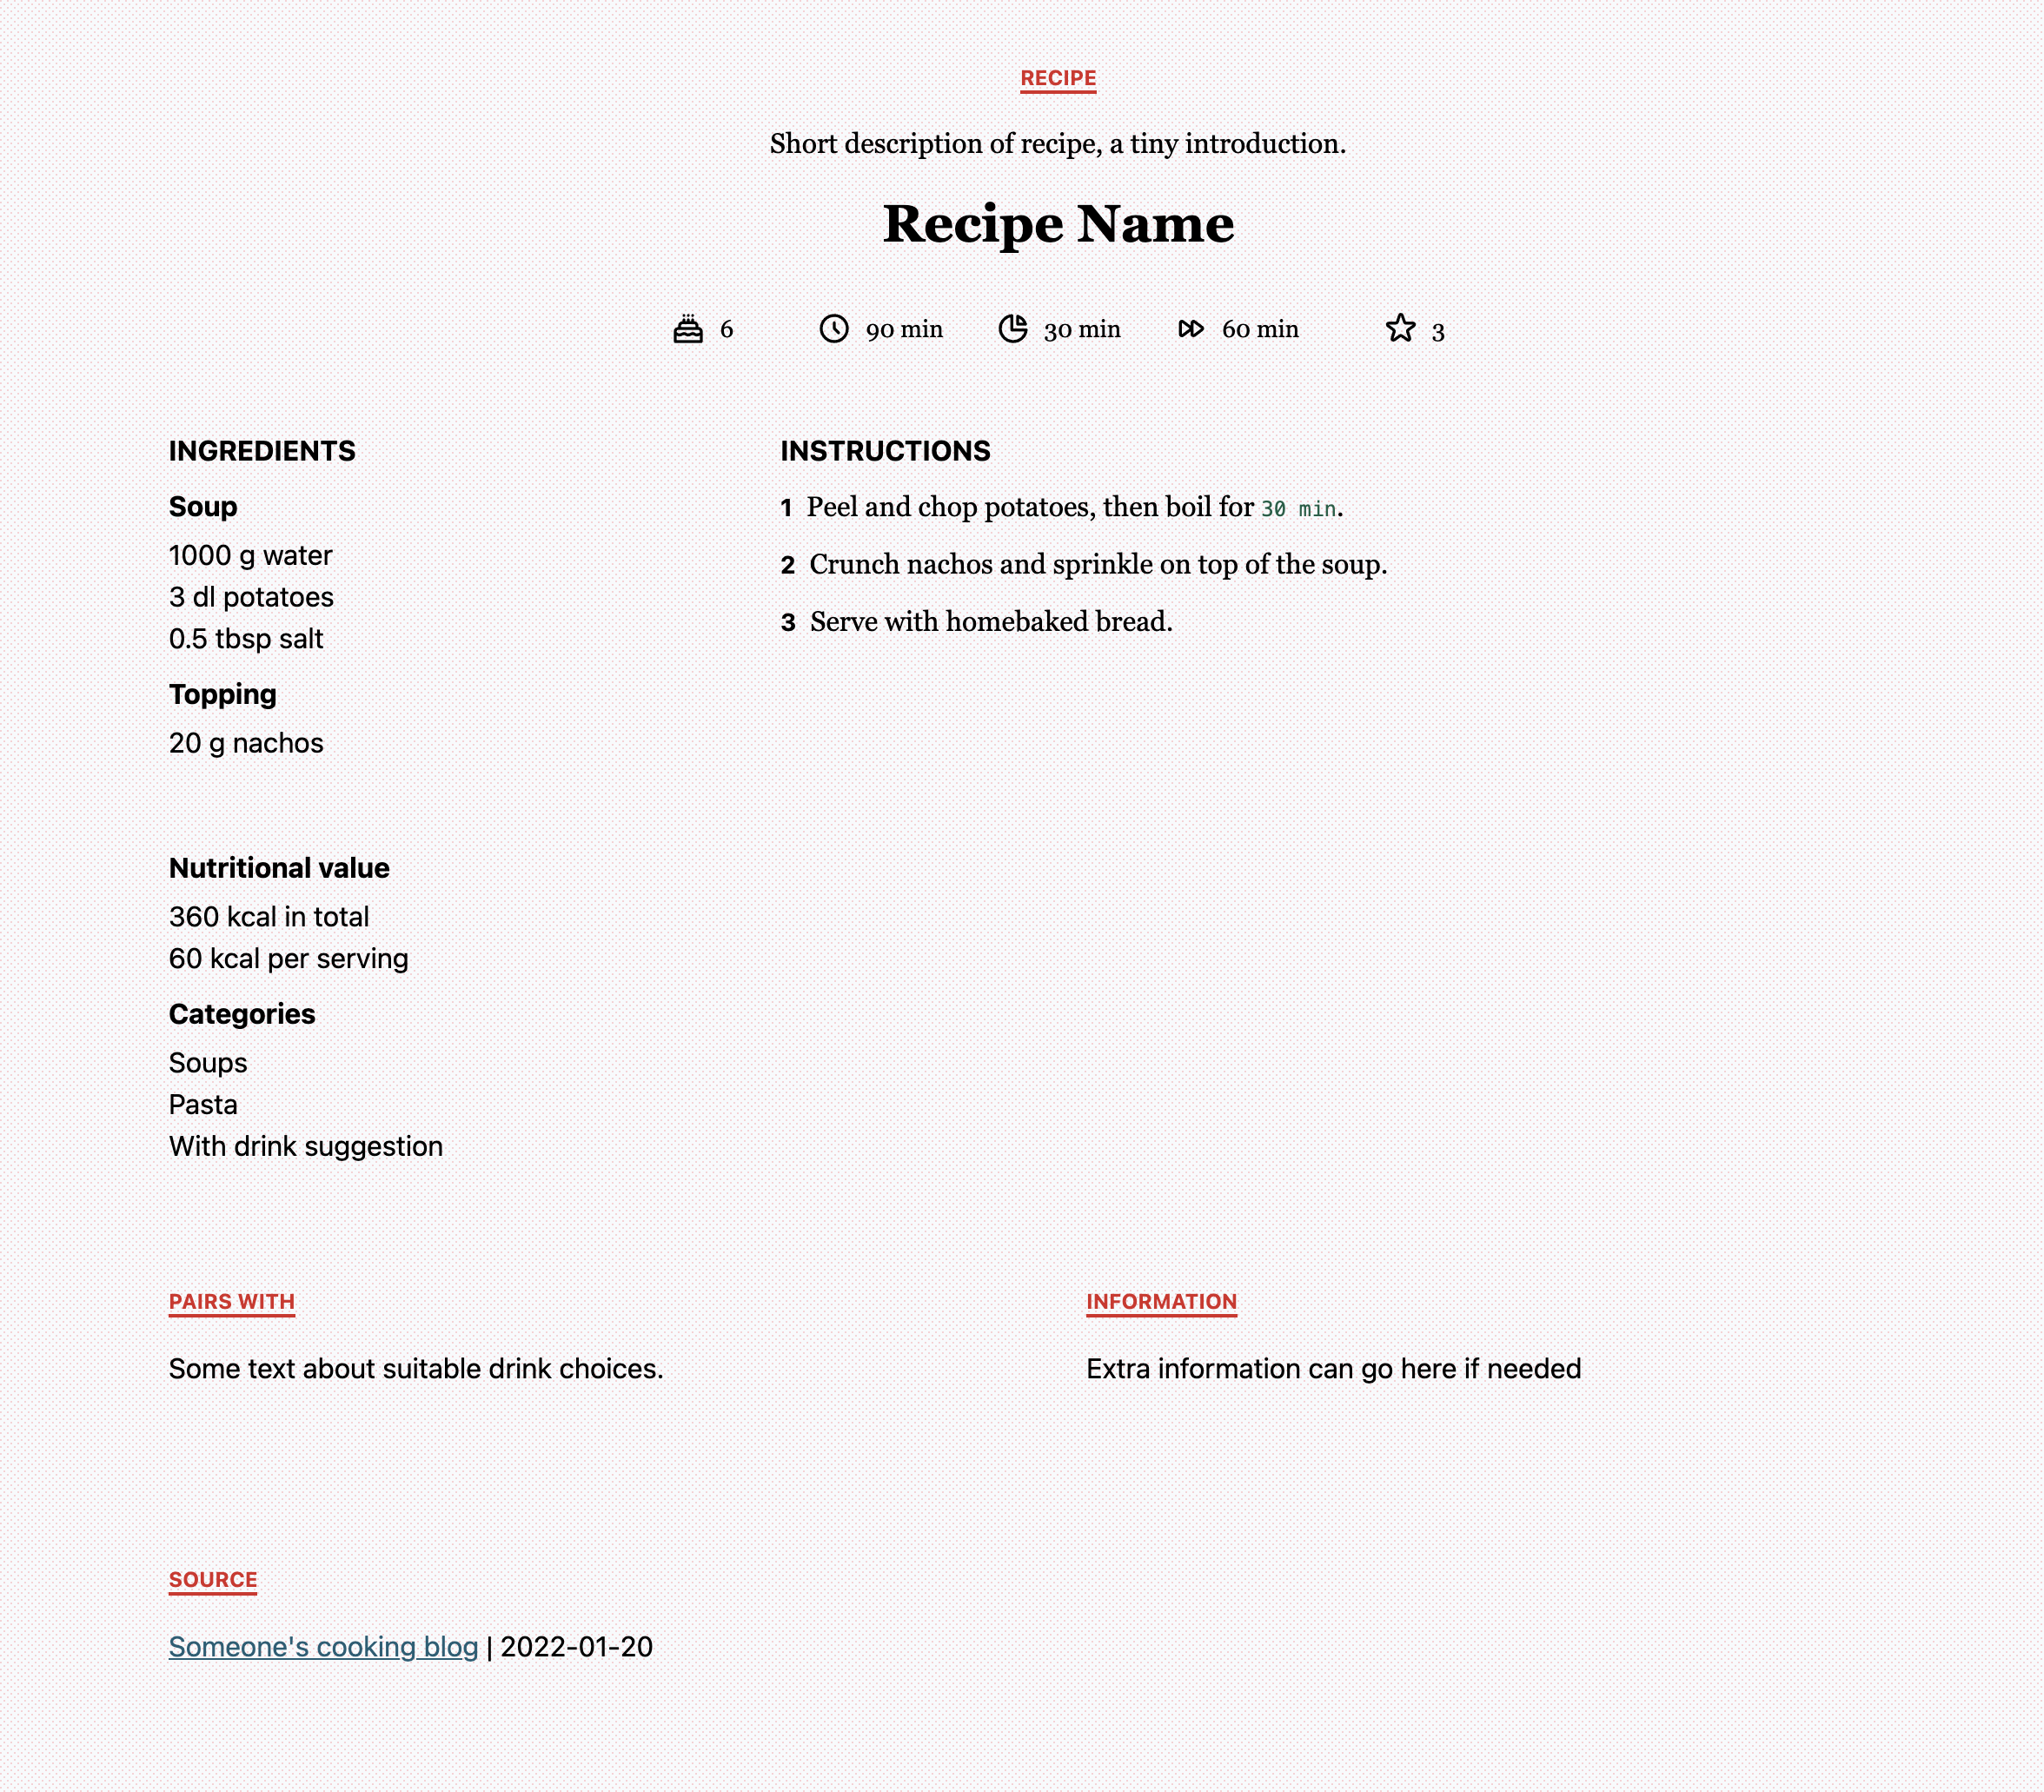 RECIPE
Short description of recipe, a tiny introduction.
Recipe Name
6 90 min 30 min 60 min 3
INGREDIENTS
Soup
1000 g water
3 dl potatoes
0.5 tbsp salt
Topping
20 g nachos
Nutritional value
360 kcal in total
60 kcal per serving
Categories
Soups
Pasta
With drink suggestion
INSTRUCTIONS
1 Peel and chop potatoes, then boil for 30 min.
2 Crunch nachos and sprinkle on top of the soup.
3 Serve with homebaked bread.
PAIRS WITH
Some text about suitable drink choices.
INFORMATION
Extra information can go here if needed
SOURCE
Someone's cooking blog | 2022-01-20